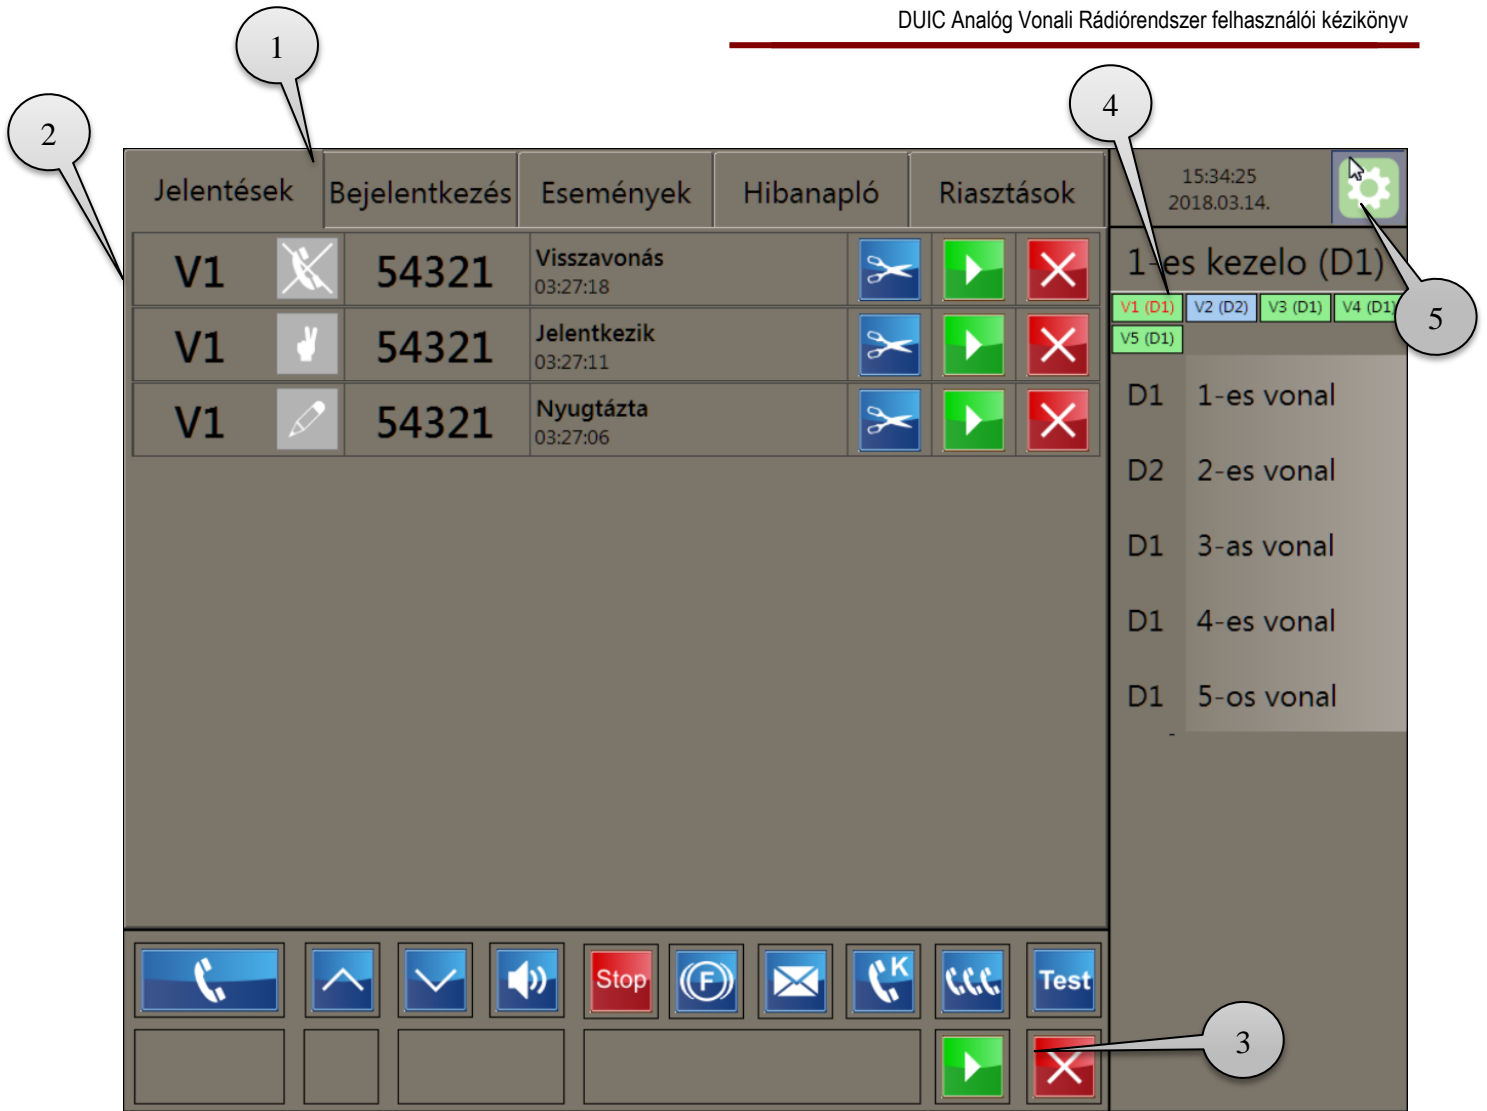 DUIC Analóg Vonali Rádiórendszer felhasználói kézikönyv
1
2
4
Jelentések Bejelentkezés Események Hibanapló Riasztások
15:34:25
2018.03.14.
V1 54321 Visszavonás
03:27:18
V1 54321 Jelentkezik
03:27:11
V1 54321 Nyugtázta
03:27:06
1-es kezelo (D1)
V1 (D1) V2 (D2) V3 (D1) V4 (D1)
V5 (D1)
5
D1 1-es vonal
D2 2-es vonal
D1 3-as vonal
D1 4-es vonal
D1 5-os vonal
-
Stop (F) K Test
3